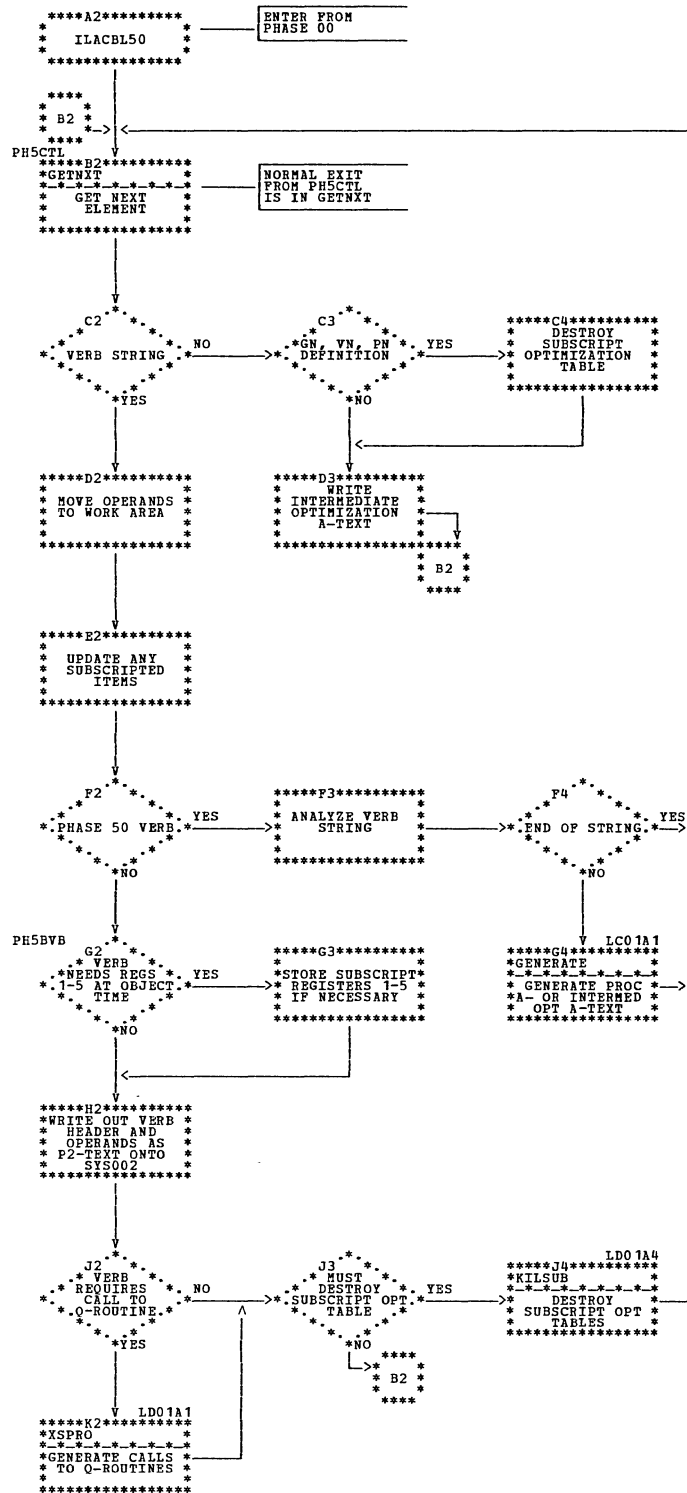 A2
ILACBL50
ENTER FROM
PHASE 00
B2
PH5CTL
B2
GETNXT
GET NEXT
ELEMENT
NORMAL EXIT
FROM PH5CTL
IS IN GETNXT
C2
VERB STRING
NO
YES
C3
GN, VN, PN
DEFINITION
YES
NO
C4
DESTROY
SUBSCRIPT
OPTIMIZATION
TABLE
D2
MOVE OPERANDS
TO WORK AREA
D3
WRITE
INTERMEDIATE
OPTIMIZATION
A-TEXT
B2
E2
UPDATE ANY
SUBSCRIPTED
ITEMS
F2
PHASE 50 VERB
YES
NO
F3
ANALYZE VERB
STRING
F4
END OF STRING
YES
NO
PH5BVB
G2
VERB
NEEDS REGS
1-5 AT OBJECT
TIME
YES
NO
G3
STORE SUBSCRIPT
REGISTERS 1-5
IF NECESSARY
LC01A1
G4
GENERATE
GENERATE PROC
A- OR INTERMED
OPT A-TEXT
H2
WRITE OUT VERB
HEADER AND
OPERANDS AS
P2-TEXT ONTO
SYS002
J2
VERB
REQUIRES
CALL TO
Q-ROUTINE
NO
YES
J3
MUST
DESTROY
SUBSCRIPT OPT
TABLE
YES
NO
B2
LD01A4
J4
KILSUB
DESTROY
SUBSCRIPT OPT
TABLES
LD01A1
K2
XSPRO
GENERATE CALLS
TO Q-ROUTINES